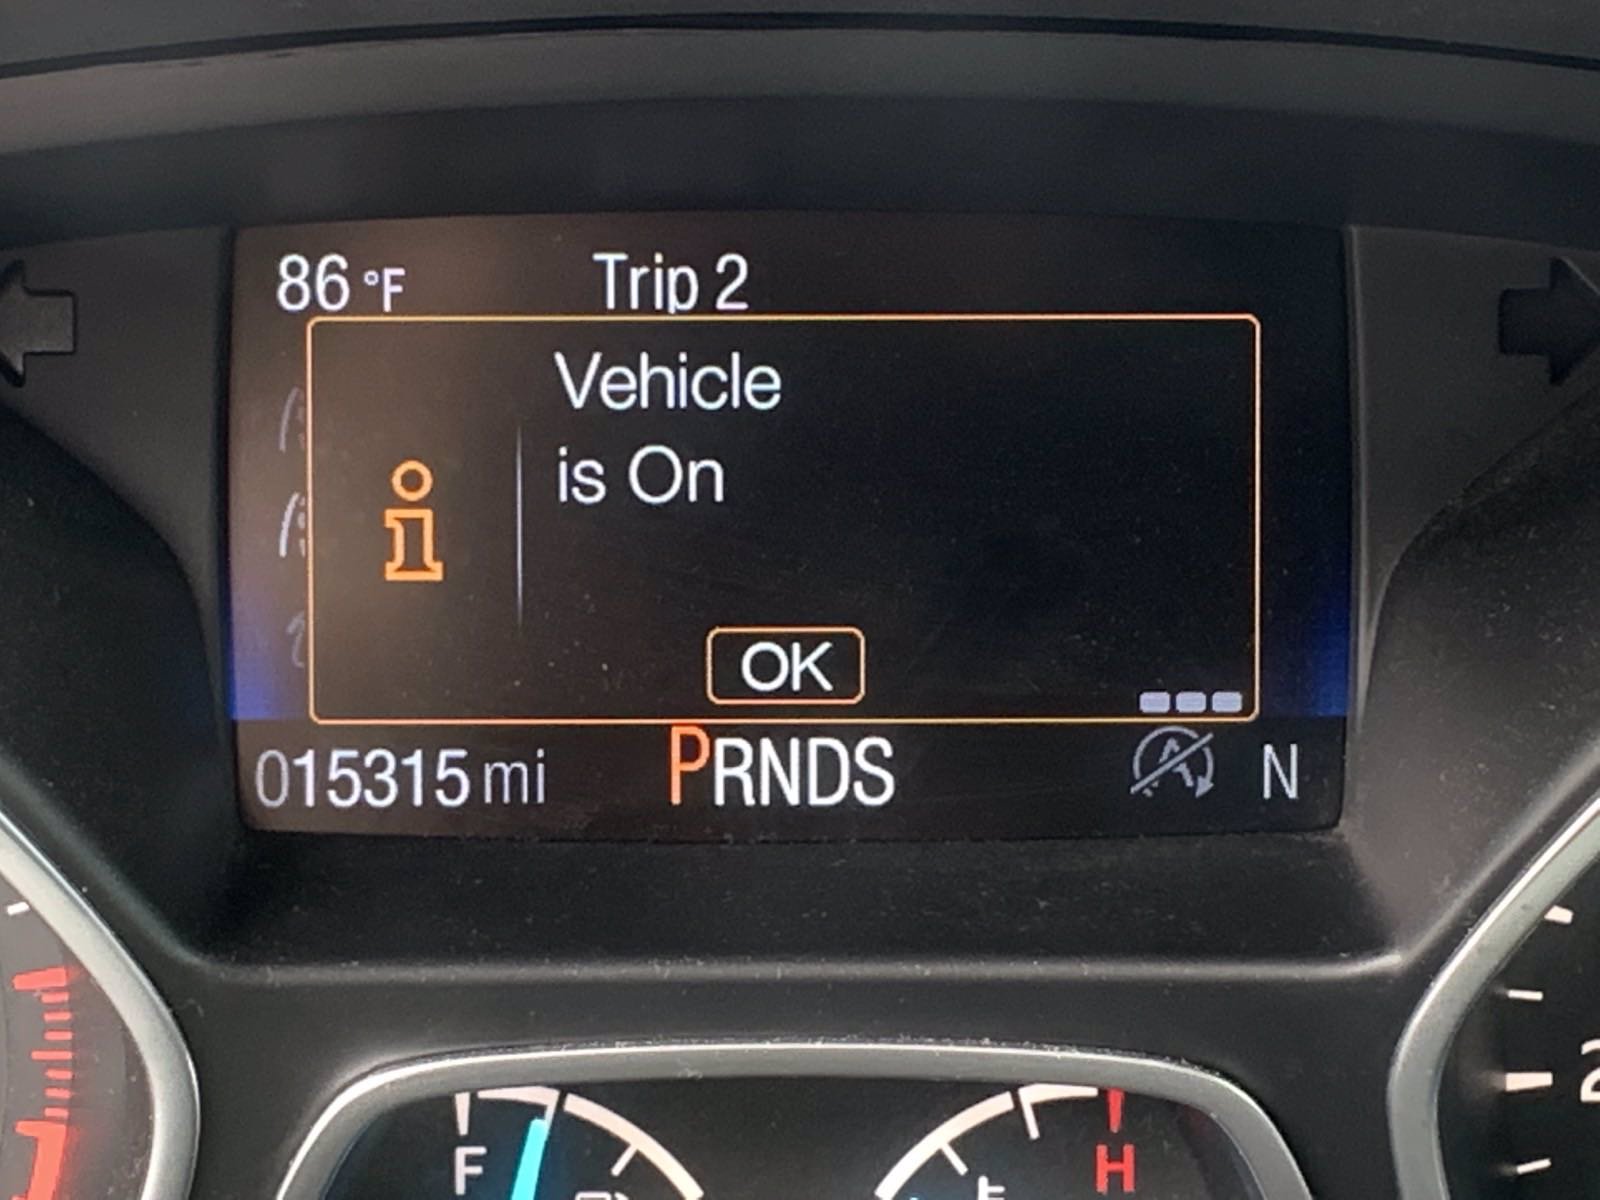 86 °F Trip 2
Vehicle
is On
OK
015315 mi PRNDS N
F H